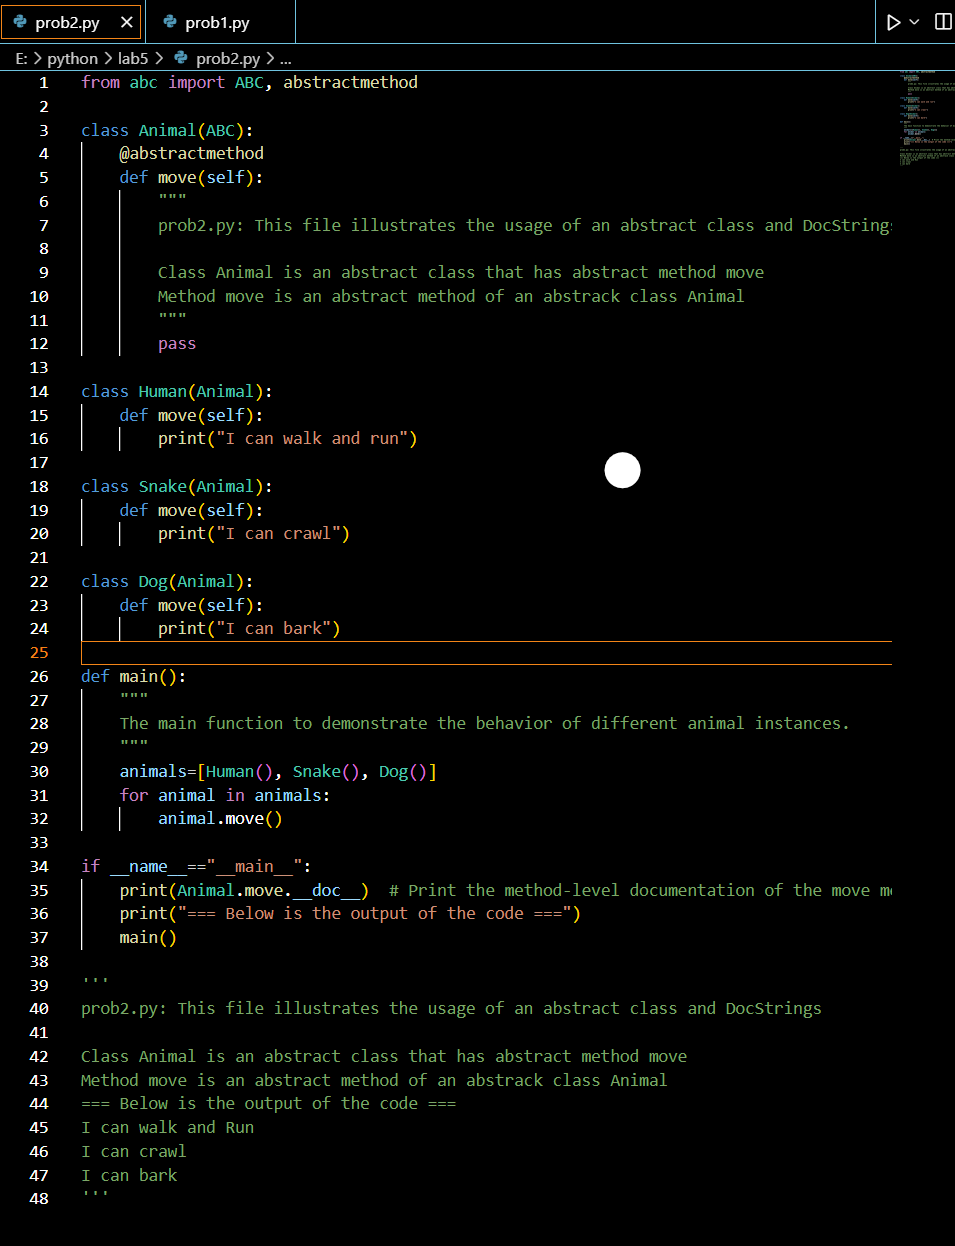 prob2.py prob1.py
E: > python > lab5 > prob2.py > ...
1 from abc import ABC, abstractmethod
2
3 class Animal(ABC):
4 @abstractmethod
5 def move(self):
6 """
7 prob2.py: This file illustrates the usage of an abstract class and DocString
8
9 Class Animal is an abstract class that has abstract method move
10 Method move is an abstract method of an abstrack class Animal
11 """
12 pass
13
14 class Human(Animal):
15 def move(self):
16 print("I can walk and run")
17
18 class Snake(Animal):
19 def move(self):
20 print("I can crawl")
21
22 class Dog(Animal):
23 def move(self):
24 print("I can bark")
25
26 def main():
27 """
28 The main function to demonstrate the behavior of different animal instances.
29 """
30 animals=[Human(), Snake(), Dog()]
31 for animal in animals:
32 animal.move()
33
34 if __name__=="__main__":
35 print(Animal.move.__doc__)  # Print the method-level documentation of the move m
36 print("=== Below is the output of the code ===")
37 main()
38
39 '''
40 prob2.py: This file illustrates the usage of an abstract class and DocStrings
41
42 Class Animal is an abstract class that has abstract method move
43 Method move is an abstract method of an abstrack class Animal
44 === Below is the output of the code ===
45 I can walk and Run
46 I can crawl
47 I can bark
48 '''